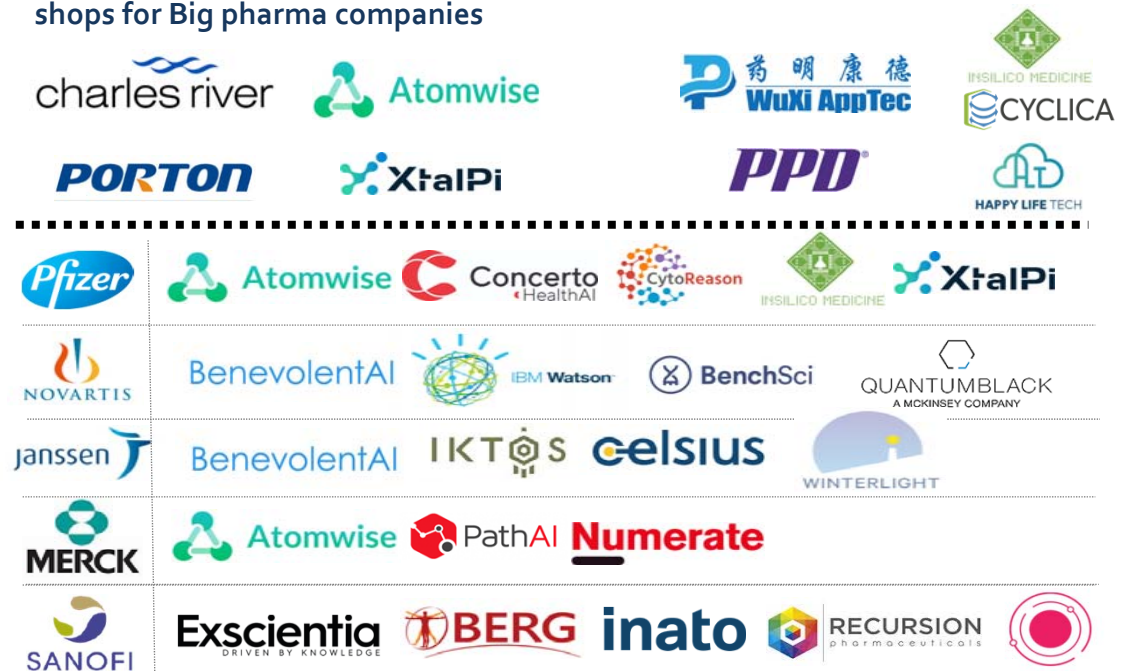 shops for Big pharma companies
charles river
Atomwise
药明康德
WuXi AppTec
INSILICO MEDICINE
CYCLICA
PORTON
XtalPi
PPD®
HAPPY LIFE TECH
Pfizer
Atomwise
Concerto
HealthAI
CytoReason
INSILICO MEDICINE
XtalPi
NOVARTIS
BenevolentAI
IBM Watson
BenchSci
QUANTUMBLACK
A MCKINSEY COMPANY
janssen
BenevolentAI
IKTOS
celsius
WINTERLIGHT
MERCK
Atomwise
PathAI
Numerate
SANOFI
Exscientia
DRIVEN BY KNOWLEDGE
BERG
inato
RECURSION
pharmaceuticals